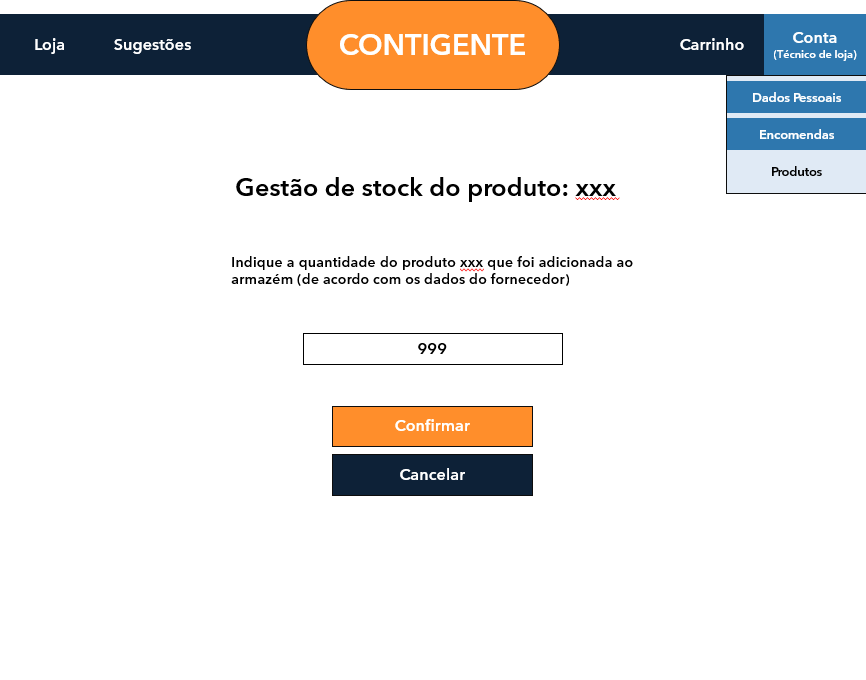 Loja
Sugestões
CONTIGENTE
Carrinho
Conta
(Técnico de loja)
Dados Pessoais
Encomendas
Produtos
Gestão de stock do produto: xxx
Indique a quantidade do produto xxx que foi adicionada ao
armazém (de acordo com os dados do fornecedor)
999
Confirmar
Cancelar